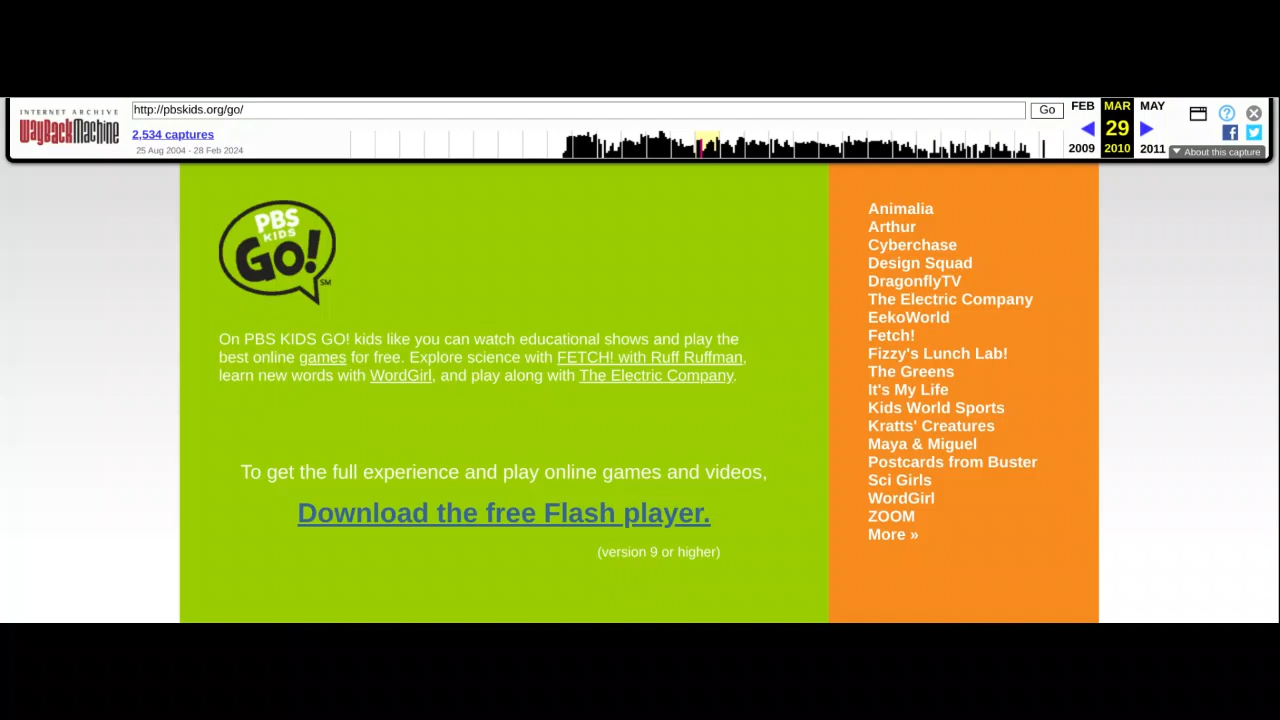 INTERNET ARCHIVE
WayBackMachine
http://pbskids.org/go/
Go
FEB MAR MAY
2,534 captures
29
25 Aug 2004 - 28 Feb 2024
2009 2010 2011
About this capture
PBS
KIDS
GO!
SM
On PBS KIDS GO! kids like you can watch educational shows and play the
best online games for free. Explore science with FETCH! with Ruff Ruffman,
learn new words with WordGirl, and play along with The Electric Company.
To get the full experience and play online games and videos,
Download the free Flash player.
(version 9 or higher)
Animalia
Arthur
Cyberchase
Design Squad
DragonflyTV
The Electric Company
EekoWorld
Fetch!
Fizzy's Lunch Lab!
The Greens
It's My Life
Kids World Sports
Kratts' Creatures
Maya & Miguel
Postcards from Buster
Sci Girls
WordGirl
ZOOM
More »